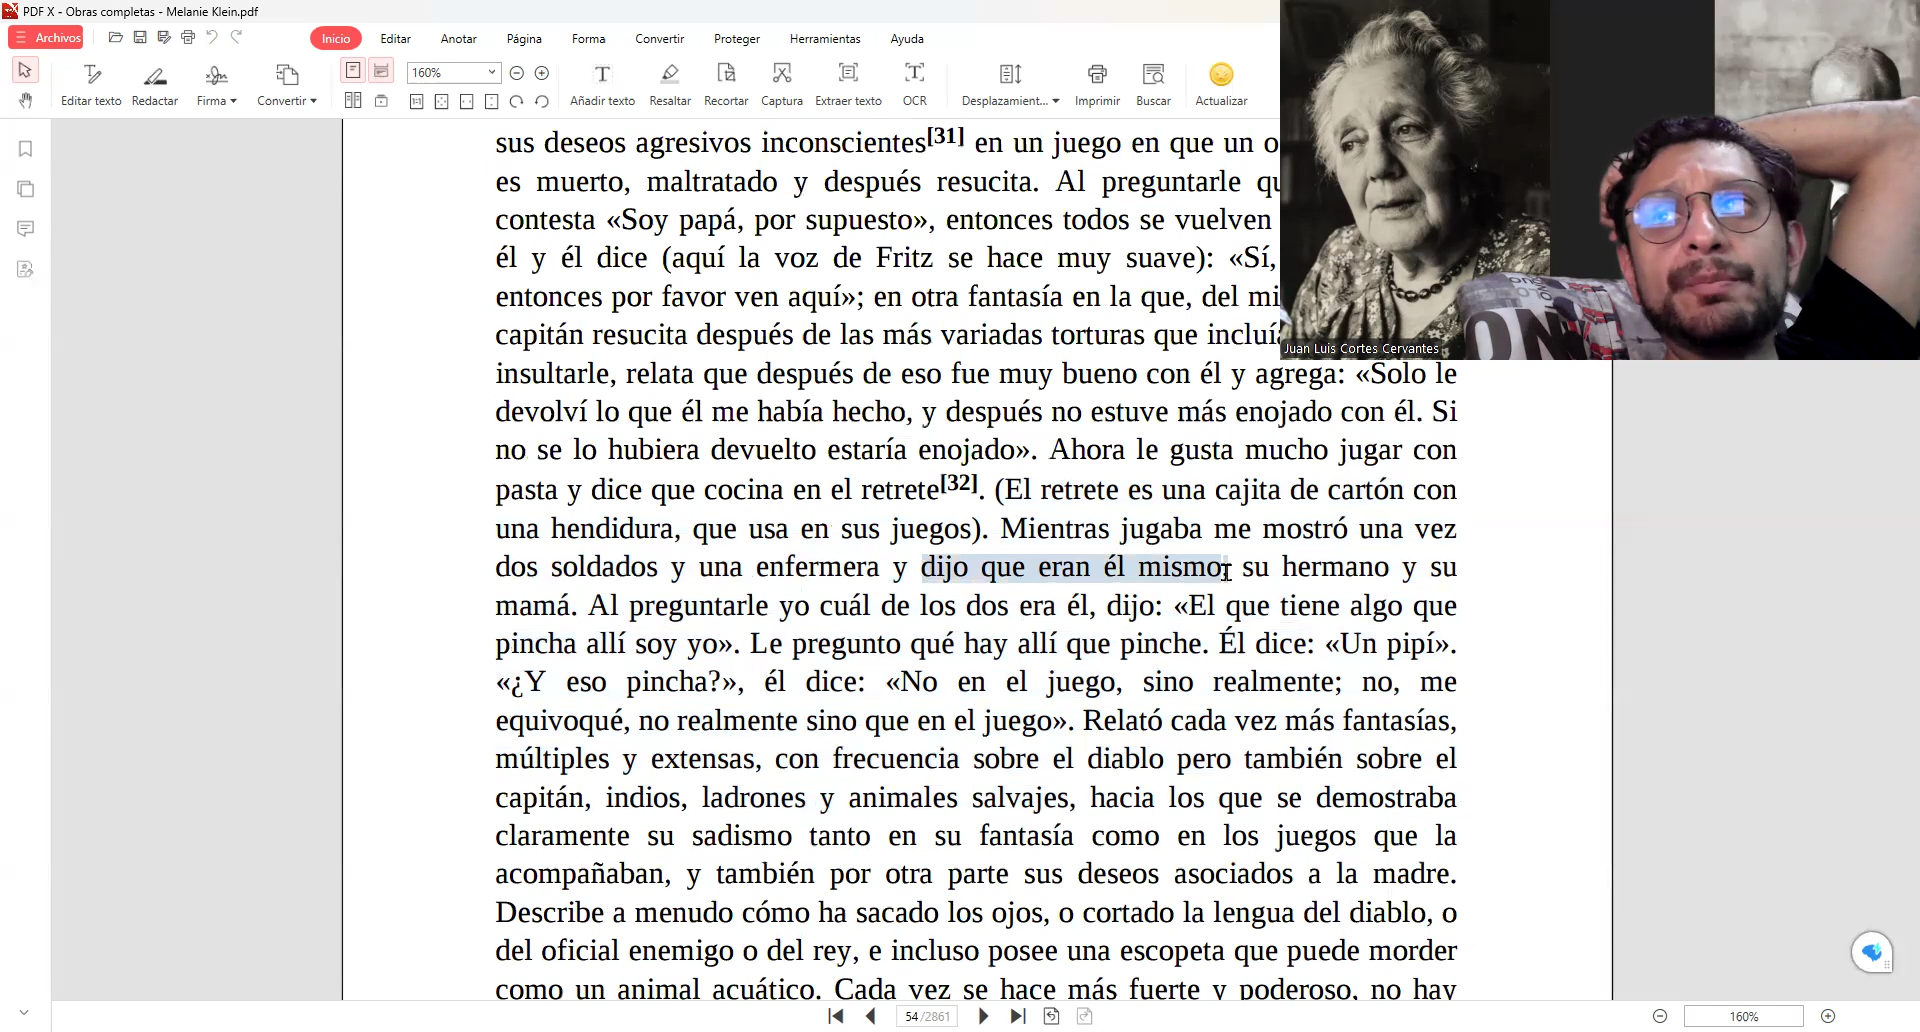 PDF X - Obras completas - Melanie Klein.pdf
Archivos
Inicio Editar Anotar Página Forma Convertir Proteger Herramientas Ayuda
160%
Editar texto Redactar Firma Convertir Añadir texto Resaltar Recortar Captura Extraer texto OCR Desplazamient... Imprimir Buscar Actualizar
sus deseos agresivos inconscientes[31] en un juego en que un o
es muerto, maltratado y después resucita. Al preguntarle qu
contesta «Soy papá, por supuesto», entonces todos se vuelven
él y él dice (aquí la voz de Fritz se hace muy suave): «Sí,
entonces por favor ven aquí»; en otra fantasía en la que, del mi
capitán resucita después de las más variadas torturas que incluía
insultarle, relata que después de eso fue muy bueno con él y agrega: «Solo le
devolví lo que él me había hecho, y después no estuve más enojado con él. Si
no se lo hubiera devuelto estaría enojado». Ahora le gusta mucho jugar con
pasta y dice que cocina en el retrete[32]. (El retrete es una cajita de cartón con
una hendidura, que usa en sus juegos). Mientras jugaba me mostró una vez
dos soldados y una enfermera y dijo que eran él mismo, su hermano y su
mamá. Al preguntarle yo cuál de los dos era él, dijo: «El que tiene algo que
pincha allí soy yo». Le pregunto qué hay allí que pinche. Él dice: «Un pipí».
«¿Y eso pincha?», él dice: «No en el juego, sino realmente; no, me
equivoqué, no realmente sino que en el juego». Relató cada vez más fantasías,
múltiples y extensas, con frecuencia sobre el diablo pero también sobre el
capitán, indios, ladrones y animales salvajes, hacia los que se demostraba
claramente su sadismo tanto en su fantasía como en los juegos que la
acompañaban, y también por otra parte sus deseos asociados a la madre.
Describe a menudo cómo ha sacado los ojos, o cortado la lengua del diablo, o
del oficial enemigo o del rey, e incluso posee una escopeta que puede morder
como un animal acuático. Cada vez se hace más fuerte y poderoso, no hay
Juan Luis Cortes Cervantes
54 /2861
160%